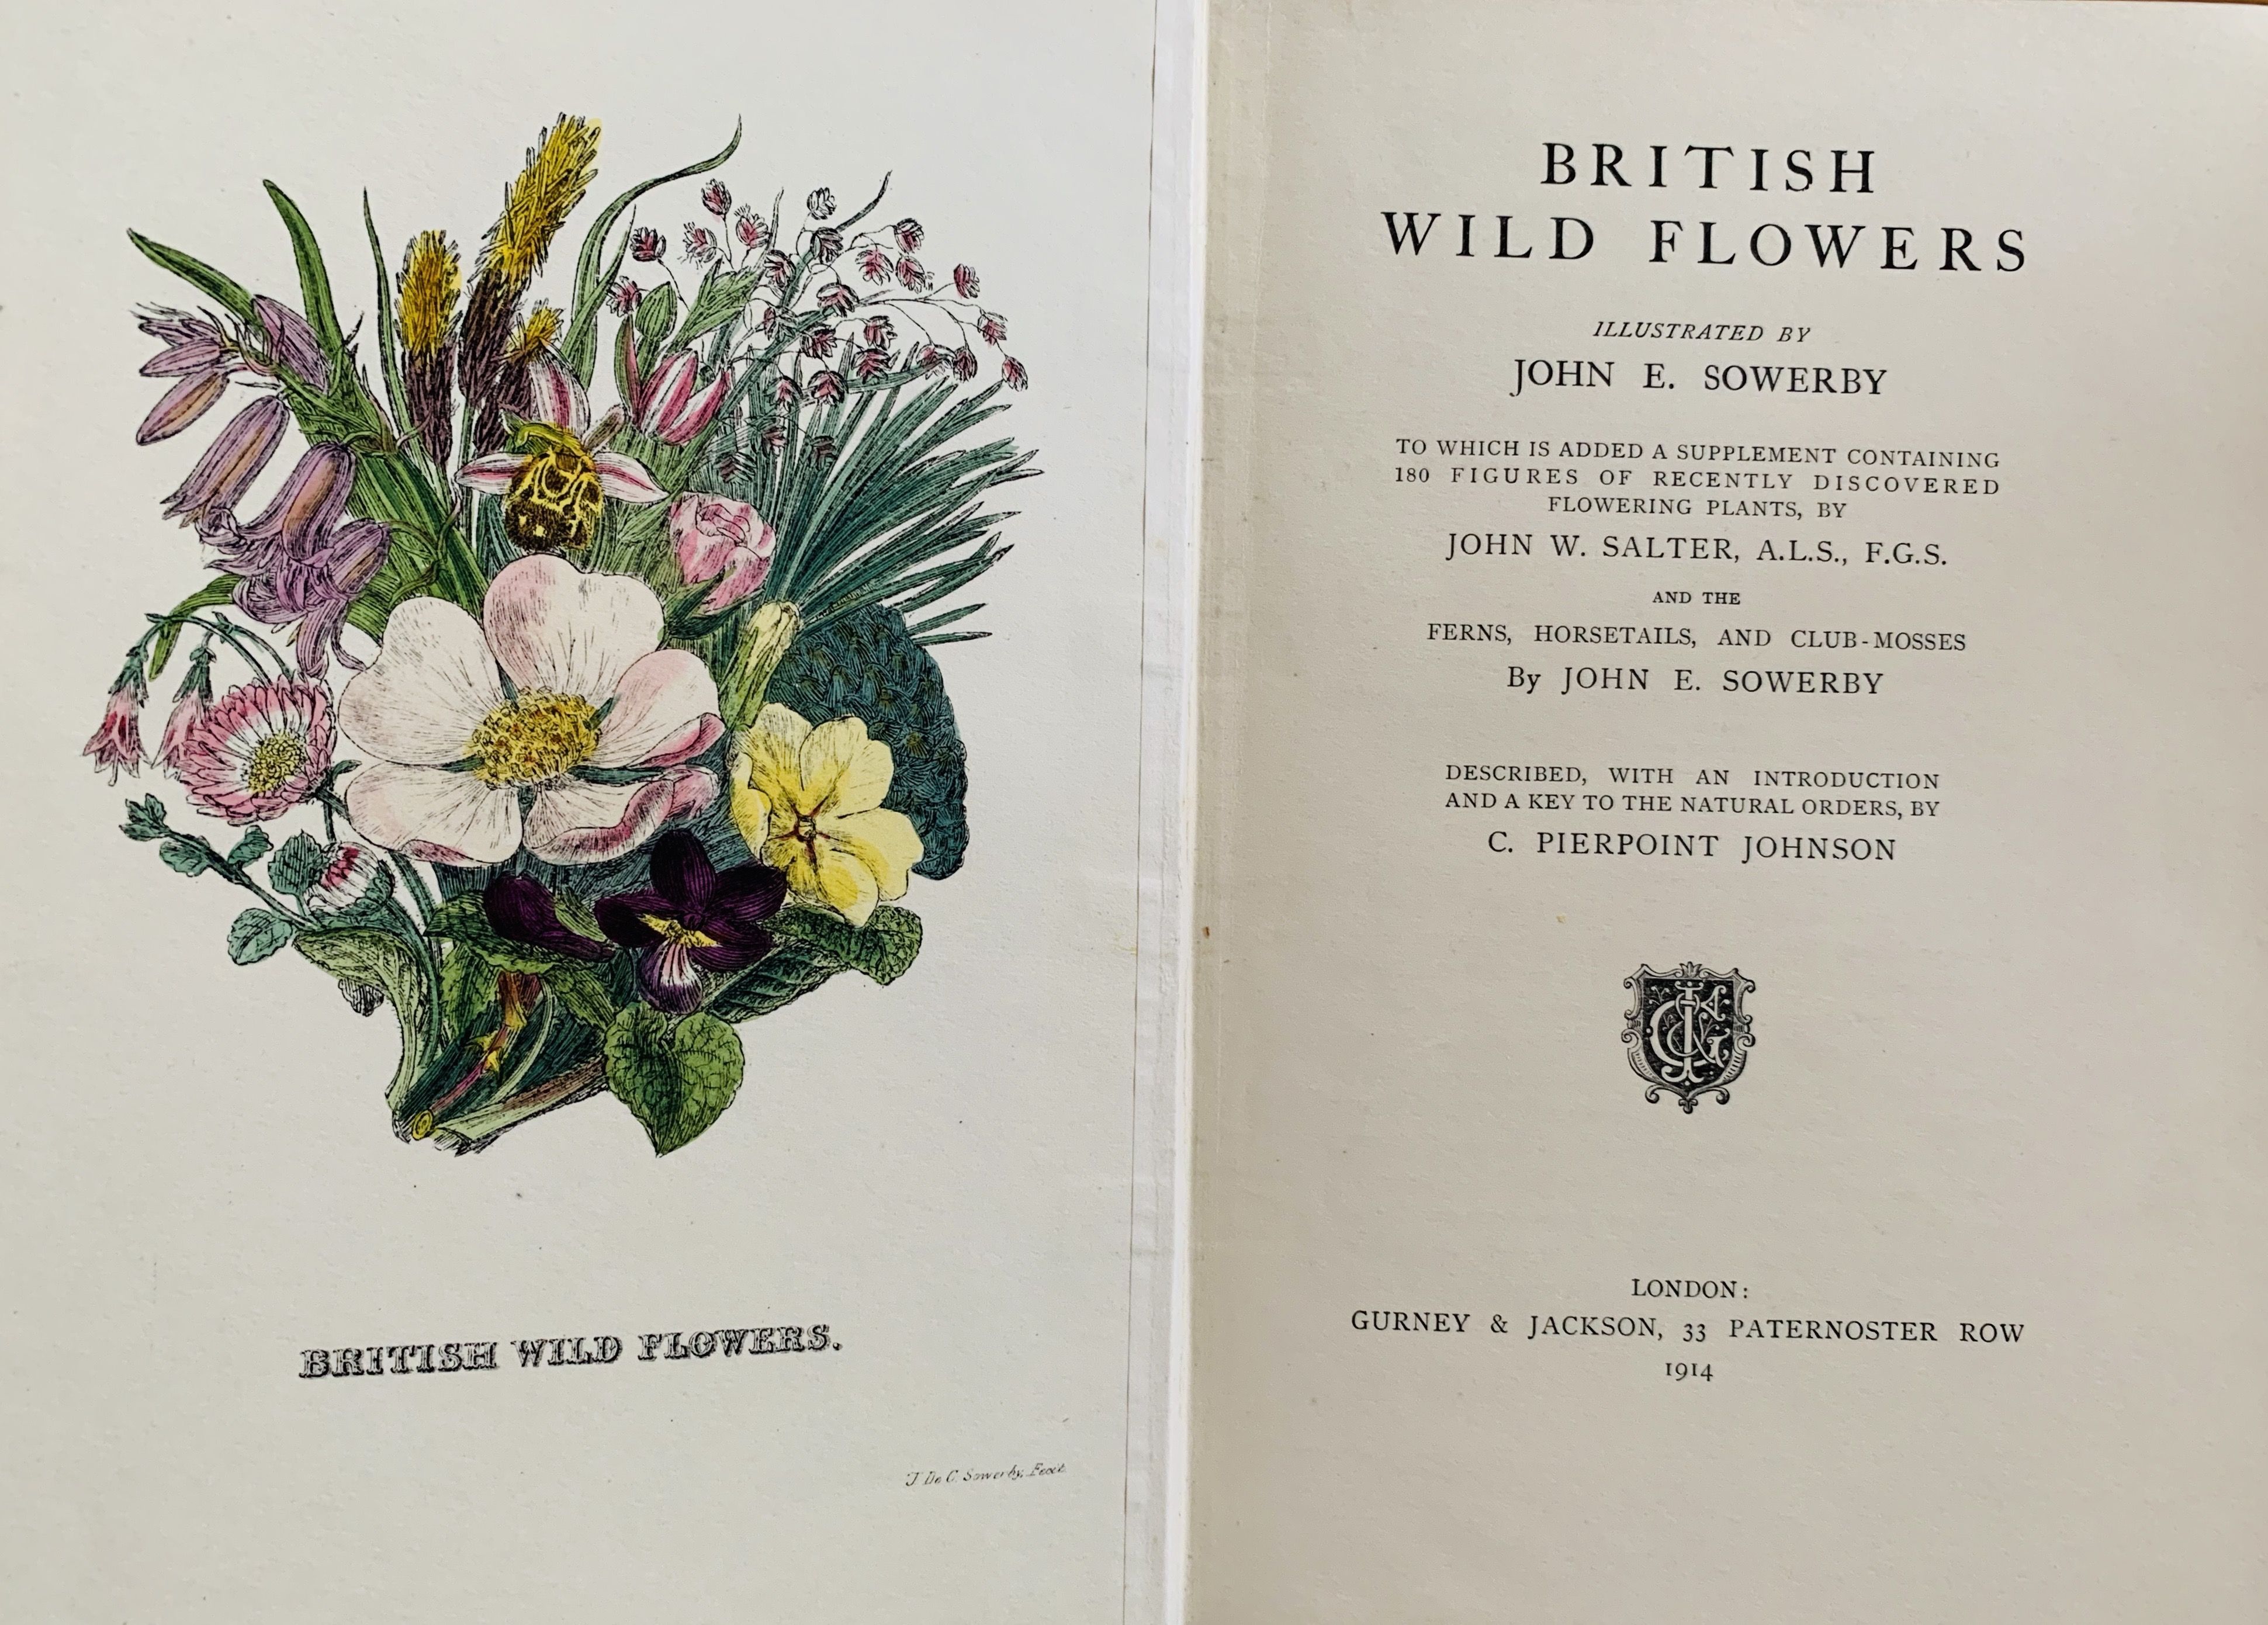 BRITISH WILD FLOWERS.
J. De C. Sowerby, Fecit
BRITISH
WILD FLOWERS
ILLUSTRATED BY
JOHN E. SOWERBY
TO WHICH IS ADDED A SUPPLEMENT CONTAINING
180 FIGURES OF RECENTLY DISCOVERED
FLOWERING PLANTS, BY
JOHN W. SALTER, A.L.S., F.G.S.
AND THE
FERNS, HORSETAILS, AND CLUB-MOSSES
By JOHN E. SOWERBY
DESCRIBED, WITH AN INTRODUCTION
AND A KEY TO THE NATURAL ORDERS, BY
C. PIERPOINT JOHNSON
LONDON:
GURNEY & JACKSON, 33 PATERNOSTER ROW
1914